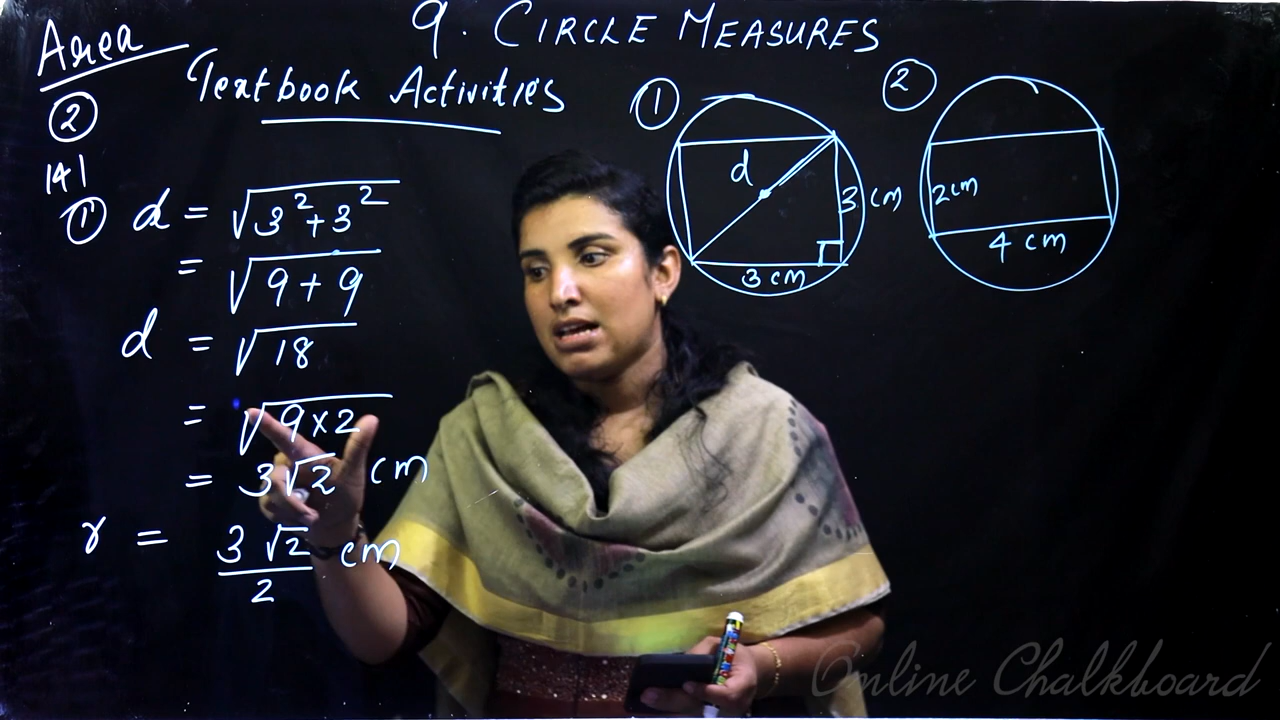 9. CIRCLE MEASURES
Area
Textbook Activities
②
141
① d = √3²+3²
= √9+9
d = √18
= √9×2
= 3√2 cm
r = 3√2/2 cm
①
d
3 cm
3 cm
②
2cm
4 cm
Online Chalkboard